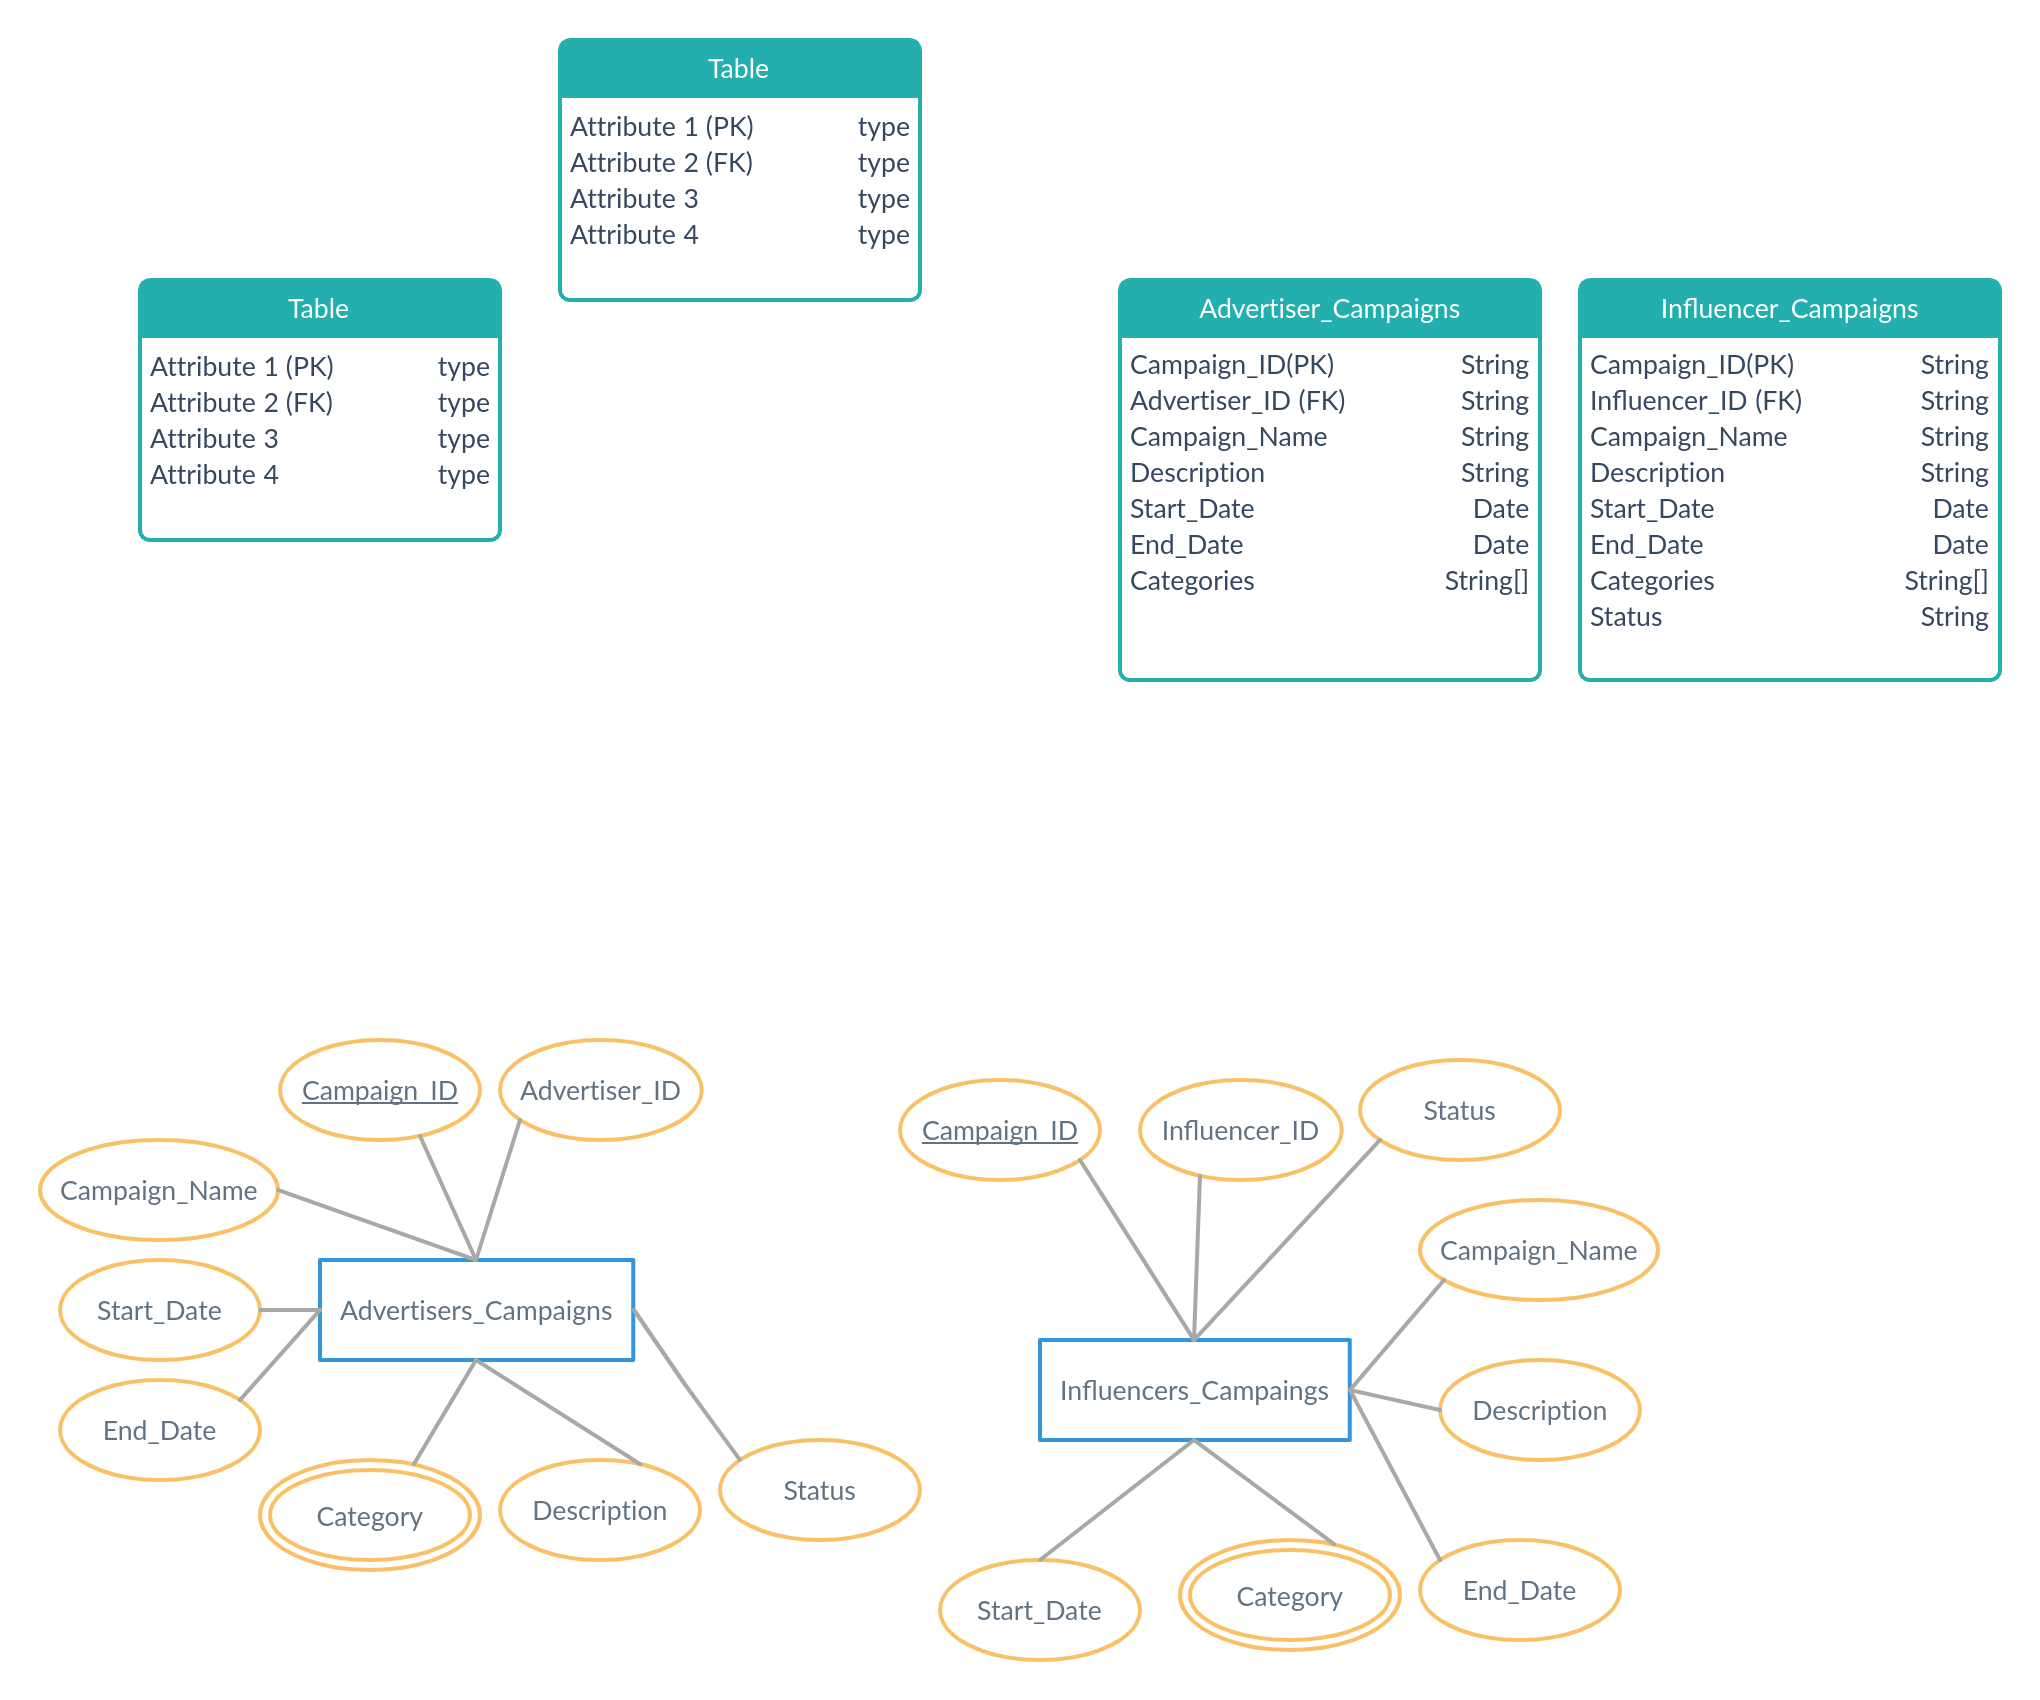 Table
Attribute 1 (PK) type
Attribute 2 (FK) type
Attribute 3 type
Attribute 4 type
Table
Attribute 1 (PK) type
Attribute 2 (FK) type
Attribute 3 type
Attribute 4 type
Advertiser_Campaigns
Campaign_ID(PK) String
Advertiser_ID (FK) String
Campaign_Name String
Description String
Start_Date Date
End_Date Date
Categories String[]
Influencer_Campaigns
Campaign_ID(PK) String
Influencer_ID (FK) String
Campaign_Name String
Description String
Start_Date Date
End_Date Date
Categories String[]
Status String
Campaign_ID
Advertiser_ID
Campaign_Name
Start_Date
Advertisers_Campaigns
End_Date
Category
Description
Status
Campaign_ID
Influencer_ID
Status
Campaign_Name
Influencers_Campaings
Description
Start_Date
Category
End_Date